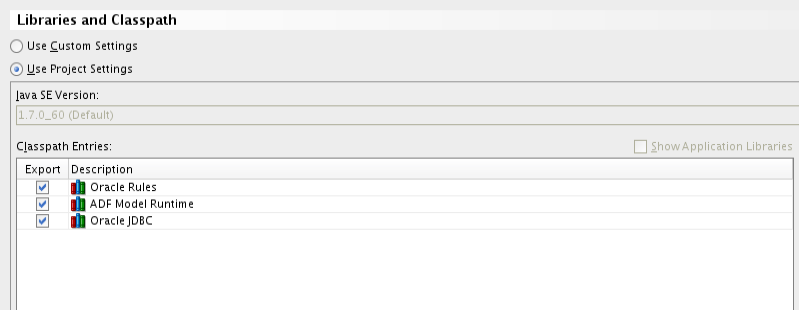 Libraries and Classpath
Use Custom Settings
Use Project Settings
Java SE Version:
1.7.0_60 (Default)
Classpath Entries:
Show Application Libraries
Export Description
Oracle Rules
ADF Model Runtime
Oracle JDBC